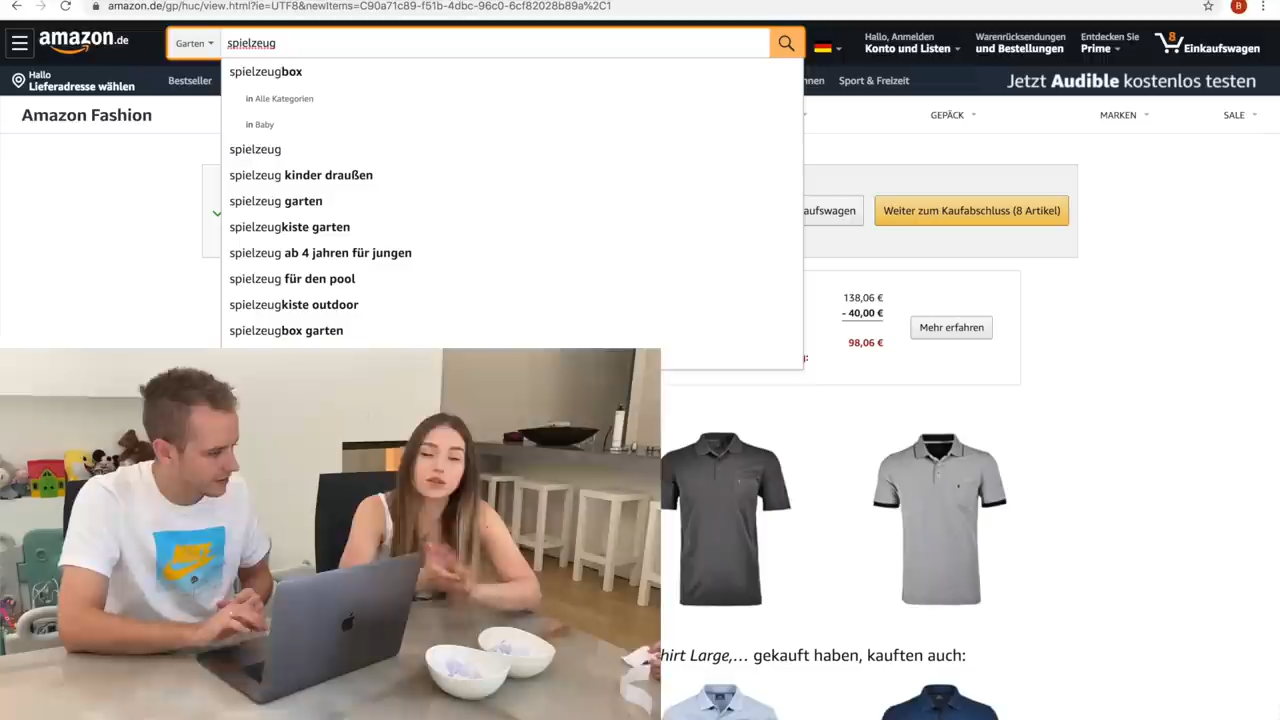 amazon.de/gp/huc/view.html?ie=UTF8&newItems=C90a71c89-f51b-4dbc-96c0-6cf82028b89a%2C1
B
amazon.de
Garten
spielzeug
Hallo, Anmelden
Konto und Listen
Warenrücksendungen
und Bestellungen
Entdecken Sie
Prime
8
Einkaufswagen
Hallo
Lieferadresse wählen
Bestseller
Sport & Freizeit
Jetzt Audible kostenlos testen
Amazon Fashion
GEPÄCK
MARKEN
SALE
spielzeugbox
in Alle Kategorien
in Baby
spielzeug
spielzeug kinder draußen
spielzeug garten
spielzeugkiste garten
spielzeug ab 4 jahren für jungen
spielzeug für den pool
spielzeugkiste outdoor
spielzeugbox garten
aufswagen
Weiter zum Kaufabschluss (8 Artikel)
138,06 €
- 40,00 €
98,06 €
Mehr erfahren
NIKE
hirt Large,… gekauft haben, kauften auch: